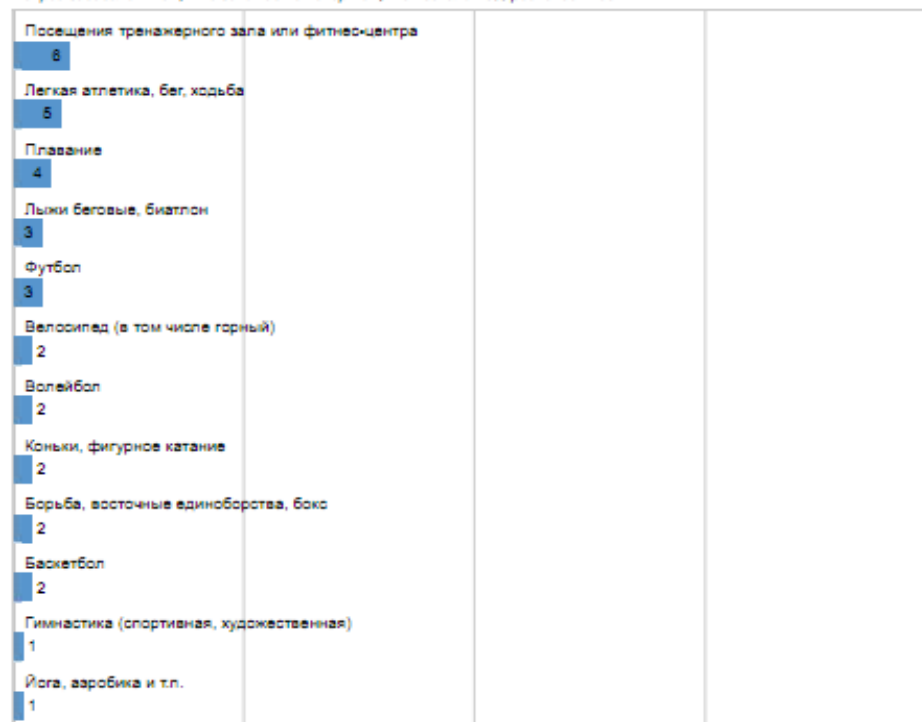 Посещения тренажерного зала или фитнес-центра
6
Легкая атлетика, бег, ходьба
5
Плавание
4
Лыжи беговые, биатлон
3
Футбол
3
Велосипед (в том числе горный)
2
Волейбол
2
Коньки, фигурное катание
2
Борьба, восточные единоборства, бокс
2
Баскетбол
2
Гимнастика (спортивная, художественная)
1
Йога, аэробика и т.п.
1